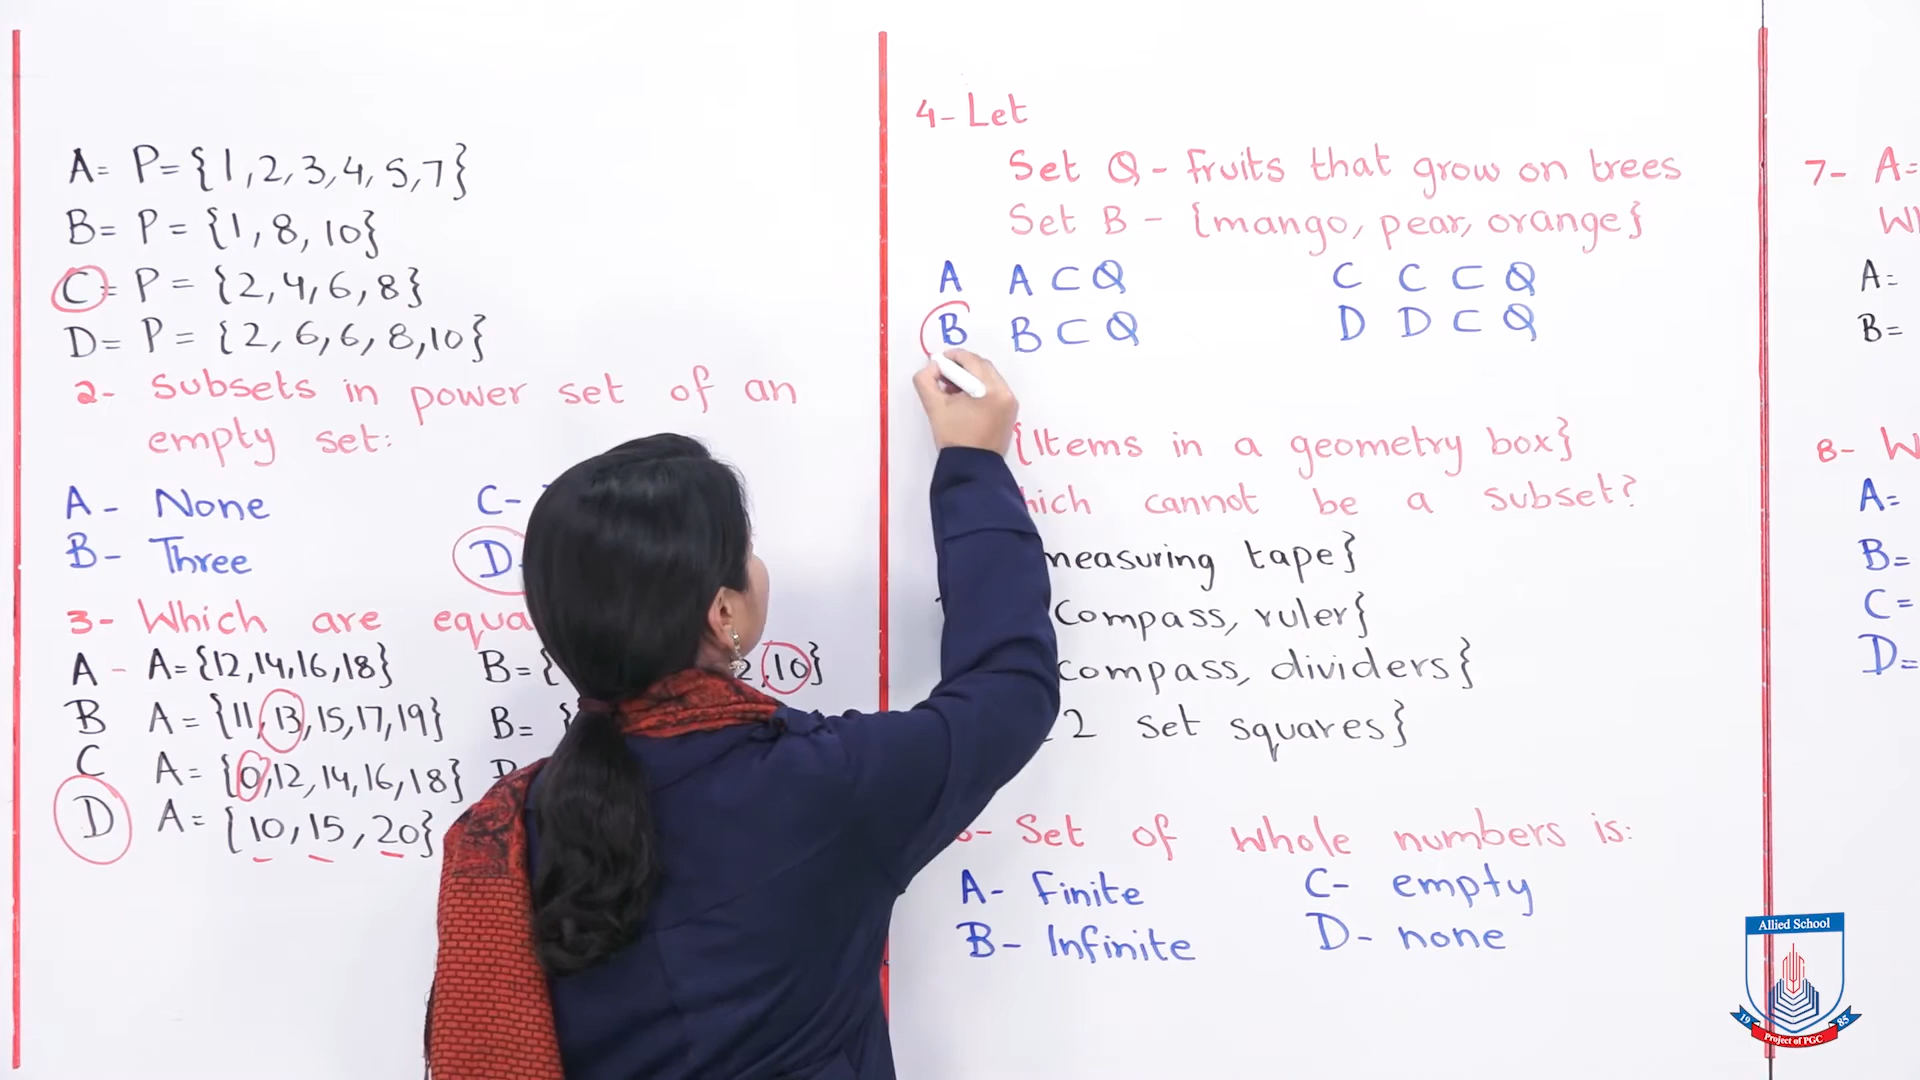 A= P={1,2,3,4,5,7}
B= P={1,8,10}
C= P={2,4,6,8}
D= P={2,6,6,8,10}
2- Subsets in power set of an
empty set:
A- None
C-
B- Three
D-
3- Which are
A- A={12,14,16,18}
B={
2,10}
B A={11,13,15,17,19}
B={
C A={0,12,14,16,18}
D A={10,15,20}
4- Let
Set Q - fruits that grow on trees
Set B - {mango, pear, orange}
A A⊂Q
C C⊂Q
B B⊂Q
D D⊂Q
{Items in a geometry box}
cannot be a subset?
measuring tape}
compass, ruler}
compass, dividers}
2 set squares}
Set of whole numbers is:
A- Finite
C- empty
B- Infinite
D- none
7- A=
A=
B=
8- W
A=
B=
C=
D=
Allied School
19 85
Project of PGC